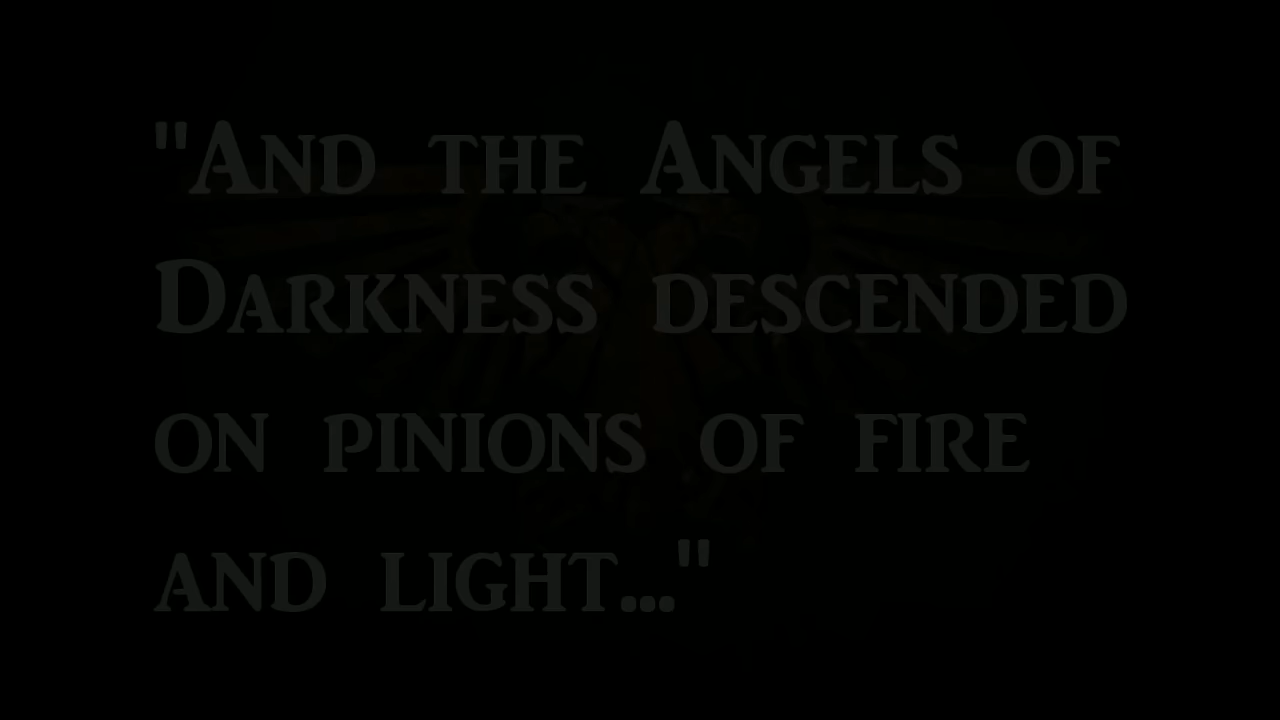 "And the Angels of
Darkness descended
on pinions of fire
and light..."